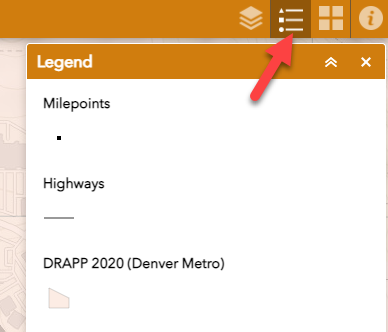 Legend
Milepoints
Highways
DRAPP 2020 (Denver Metro)